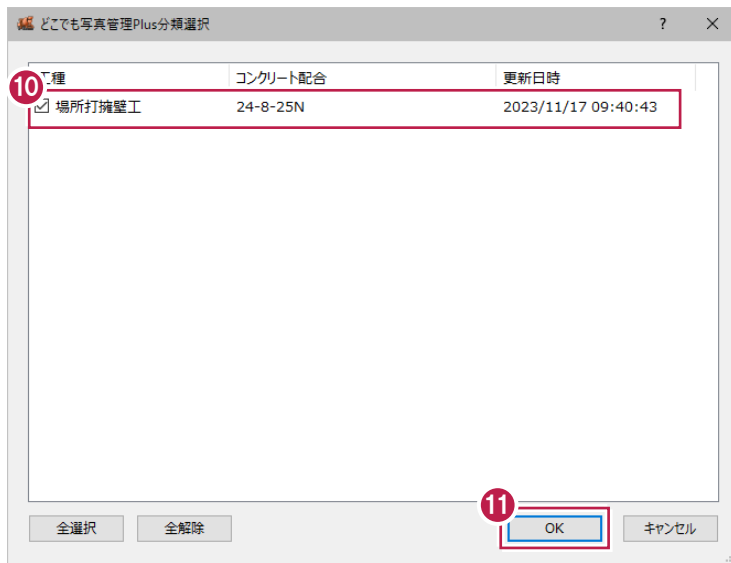 どこでも写真管理Plus分類選択 ?
工種 コンクリート配合 更新日時
10
場所打擁壁工 24-8-25N 2023/11/17 09:40:43
11
全選択 全解除 OK キャンセル